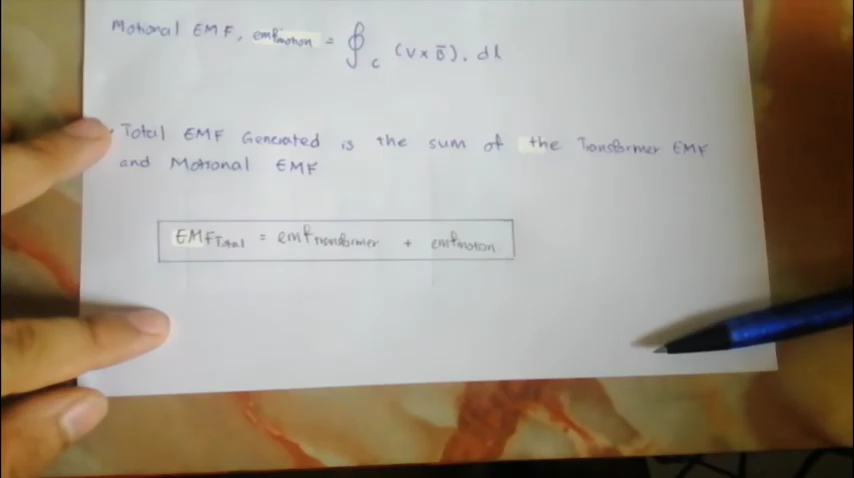 Motional EMF, emfmotion = ∮c (V × B̅). dl
• Total EMF Generated is the sum of the Transformer EMF
and Motional EMF
EMFTotal = emftransformer + emfmotion